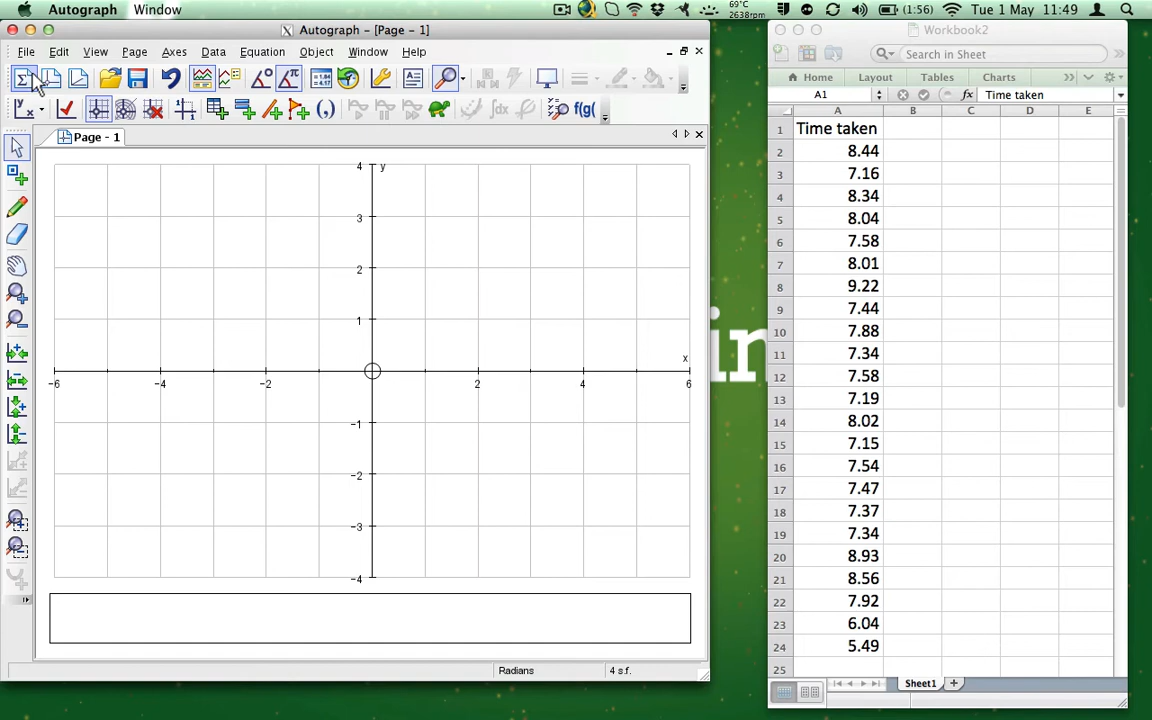 Autograph Window
69°C
2638rpm
(1:56) Tue 1 May 11:49
Autograph - [Page - 1]
File Edit View Page Axes Data Equation Object Window Help
f(g(
Page - 1
4 y
3
2
1
x
-6 -4 -2 2 4 6
-1
-2
-3
-4
Radians 4 s.f.
in
Workbook2
Search in Sheet
Home Layout Tables Charts
A1 fx Time taken
A B C D E
1 Time taken
2 8.44
3 7.16
4 8.34
5 8.04
6 7.58
7 8.01
8 9.22
9 7.44
10 7.88
11 7.34
12 7.58
13 7.19
14 8.02
15 7.15
16 7.54
17 7.47
18 7.37
19 7.34
20 8.93
21 8.56
22 7.92
23 6.04
24 5.49
25
Sheet1